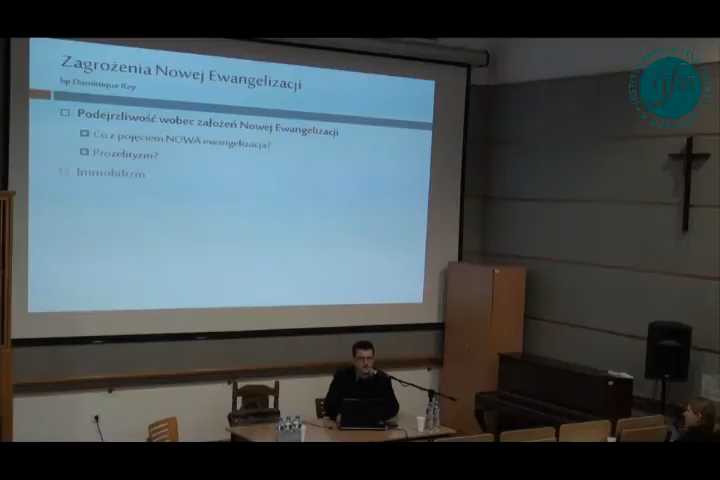 Zagrożenia Nowej Ewangelizacji
bp Dominique Rey
Podejrzliwość wobec założeń Nowej Ewangelizacji
Co z pojęciem NOWA ewangelizacja?
Prozelityzm?
Immobilizm